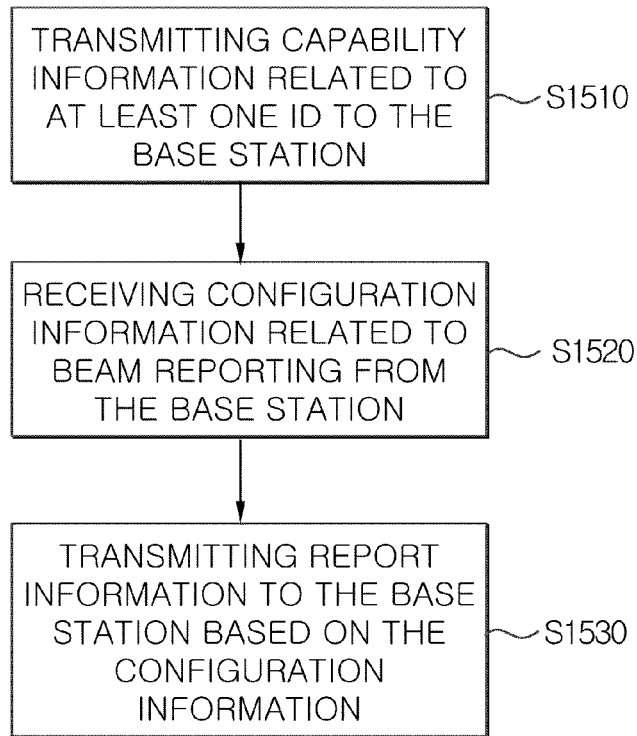 TRANSMITTING CAPABILITY
INFORMATION RELATED TO
AT LEAST ONE ID TO THE
BASE STATION
S1510
RECEIVING CONFIGURATION
INFORMATION RELATED TO
BEAM REPORTING FROM
THE BASE STATION
S1520
TRANSMITTING REPORT
INFORMATION TO THE BASE
STATION BASED ON THE
CONFIGURATION
INFORMATION
S1530